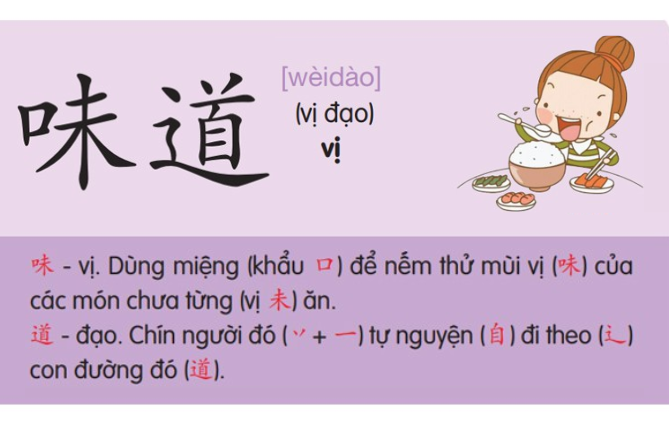 味道
[wèidào]
(vị đạo)
vị
味 - vị. Dùng miệng (khẩu 口) để nếm thử mùi vị (味) của
các món chưa từng (vị 未) ăn.
道 - đạo. Chín người đó (丷 + 一) tự nguyện (自) đi theo (辶)
con đường đó (道).